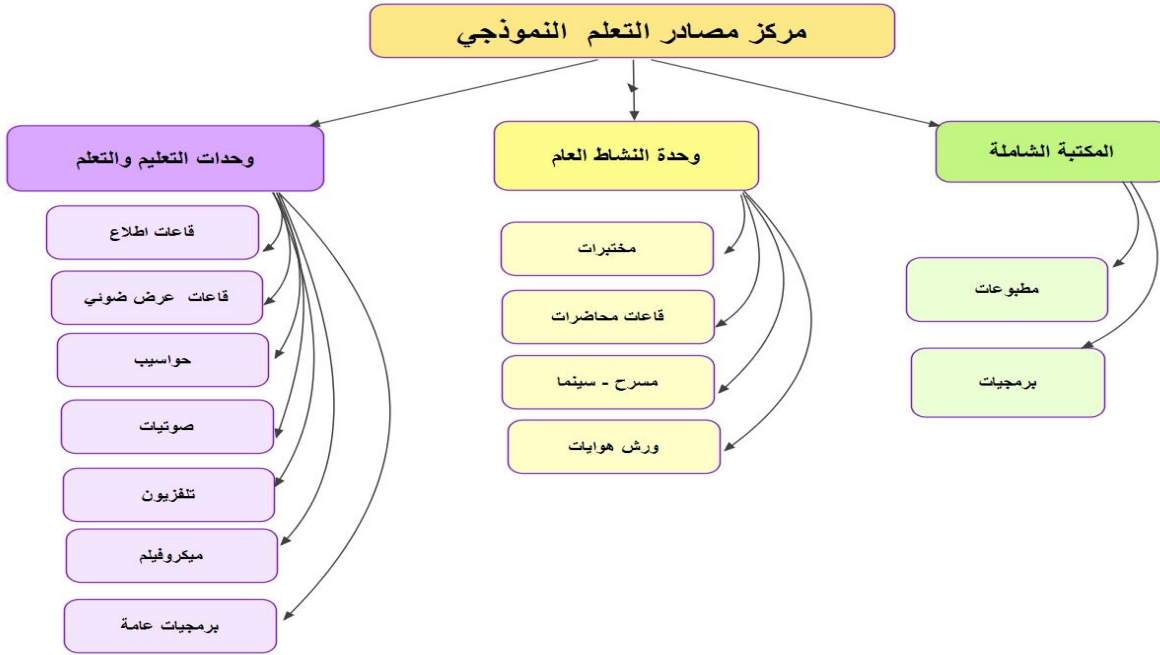 مركز مصادر التعلم النموذجي
المكتبة الشاملة
مطبوعات
برمجيات
وحدة النشاط العام
مختبرات
قاعات محاضرات
مسرح - سينما
ورش هوايات
وحدات التعليم والتعلم
قاعات اطلاع
قاعات عرض ضوئي
حواسيب
صوتيات
تلفزيون
ميكروفيلم
برمجيات عامة